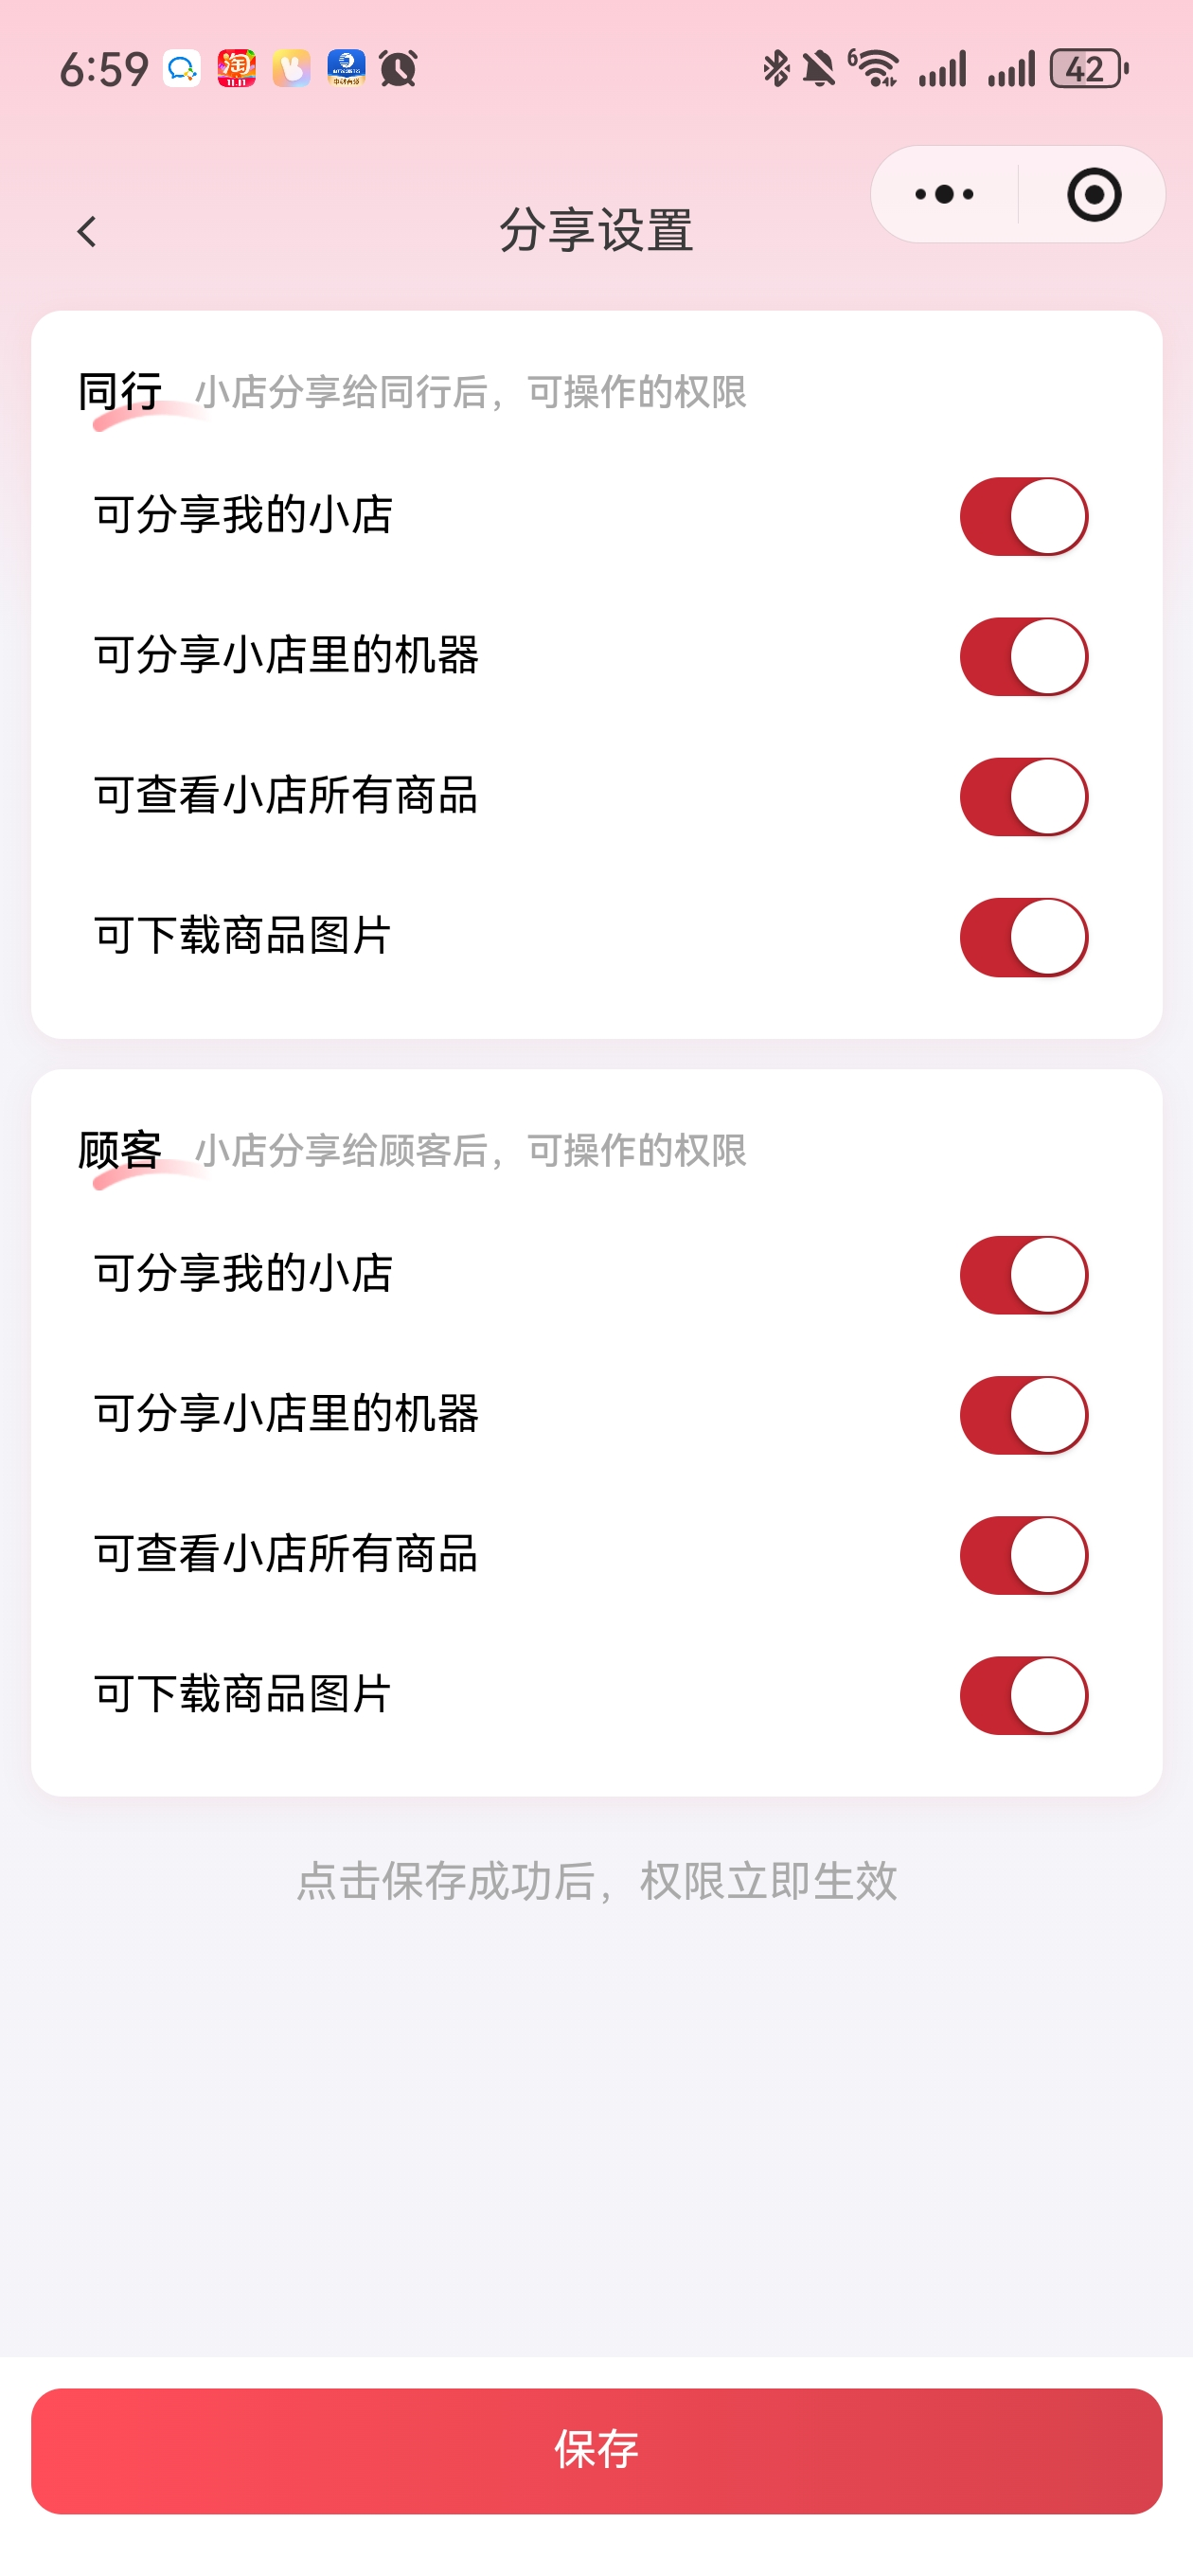 6:59
淘
11.11
6
42
分享设置
同行 小店分享给同行后，可操作的权限
可分享我的小店
可分享小店里的机器
可查看小店所有商品
可下载商品图片
顾客 小店分享给顾客后，可操作的权限
可分享我的小店
可分享小店里的机器
可查看小店所有商品
可下载商品图片
点击保存成功后，权限立即生效
保存